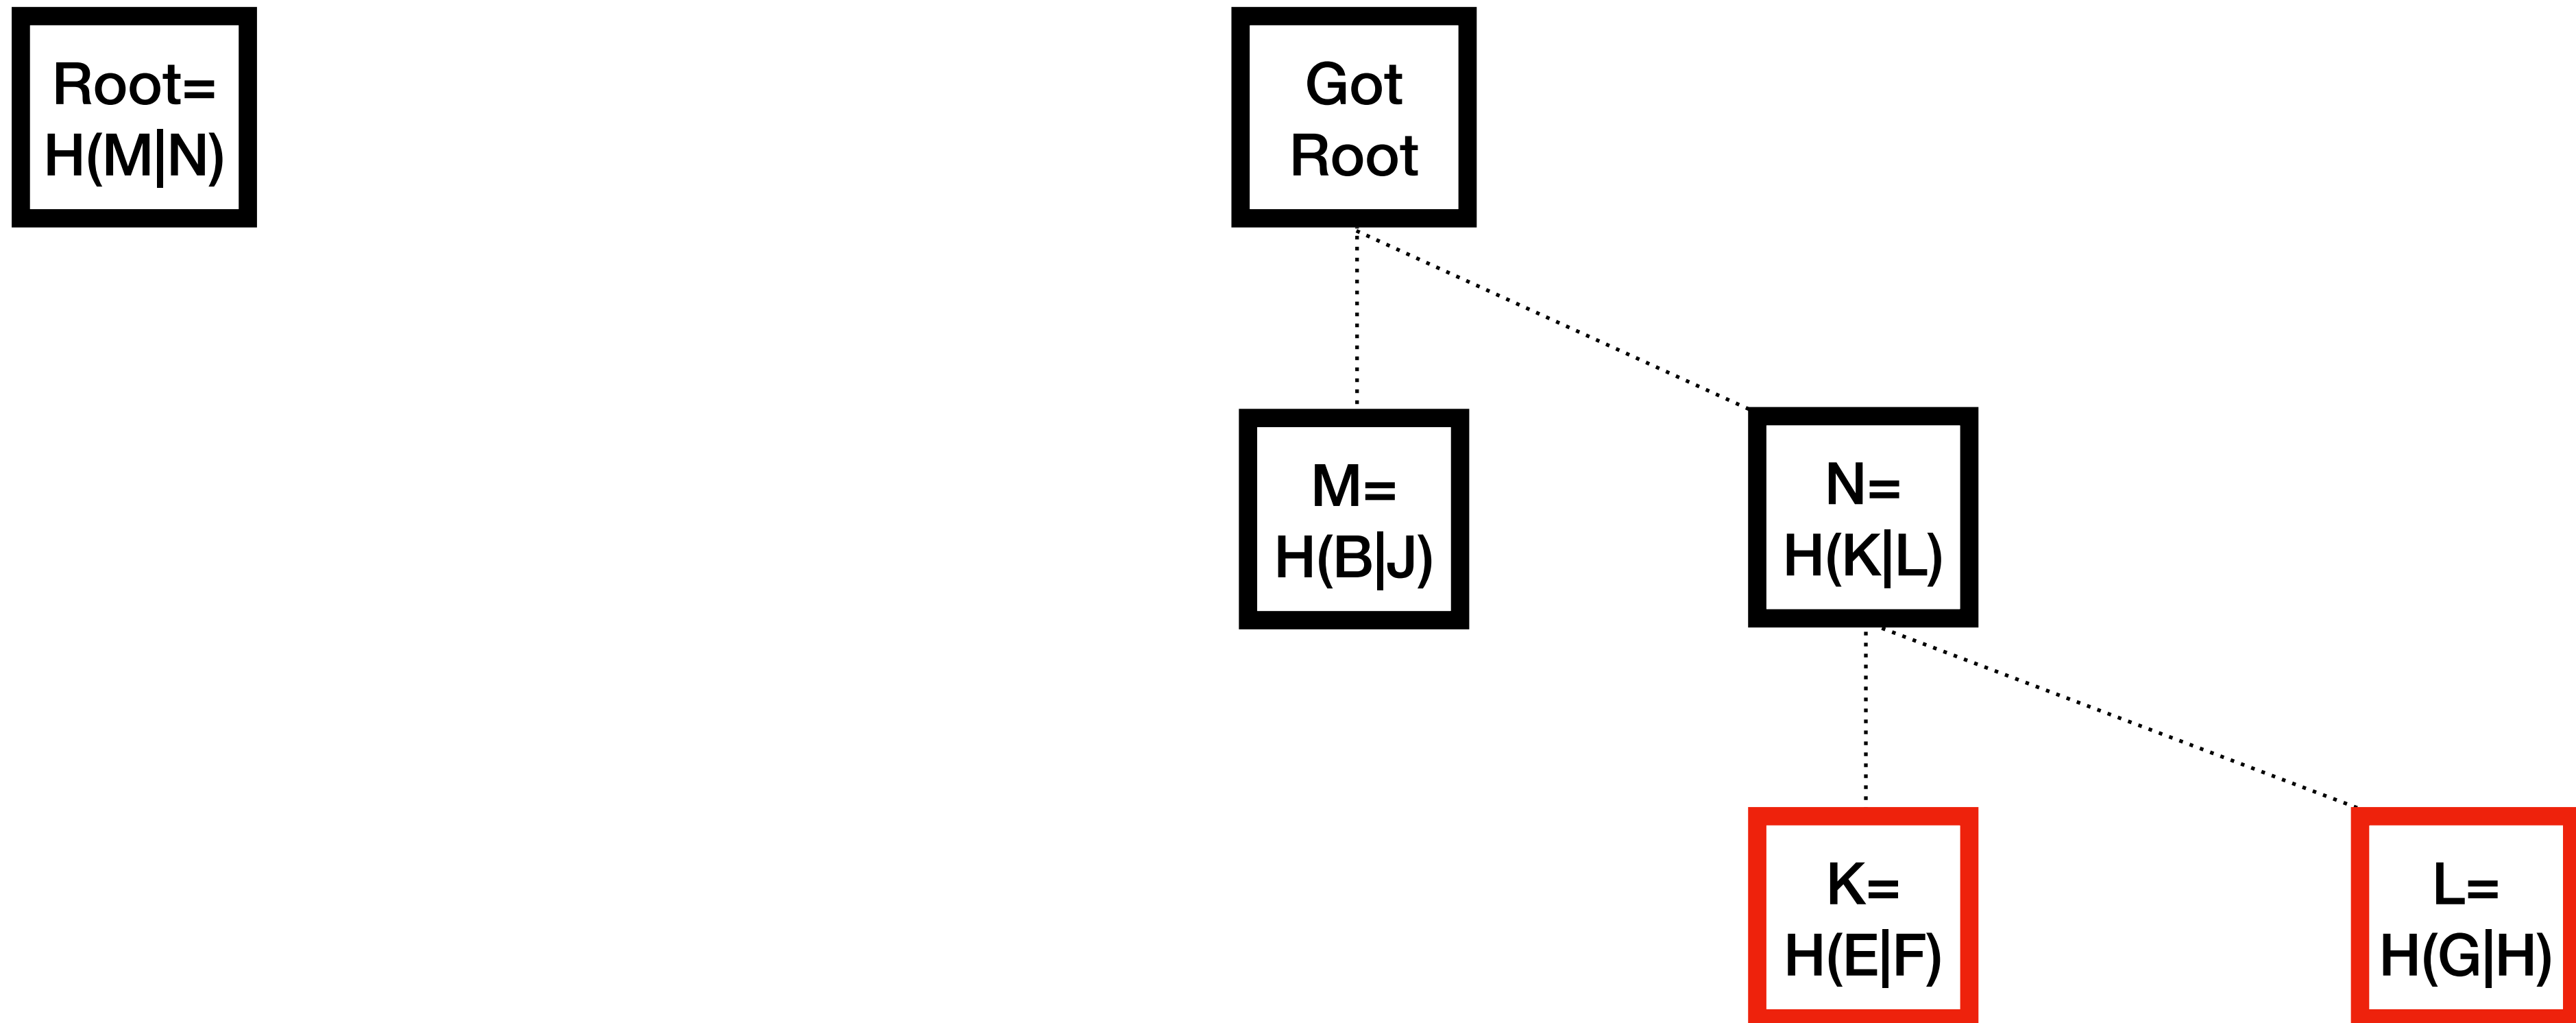 Root=
H(M|N)
Got
Root
M=
H(B|J)
N=
H(K|L)
K=
H(E|F)
L=
H(G|H)